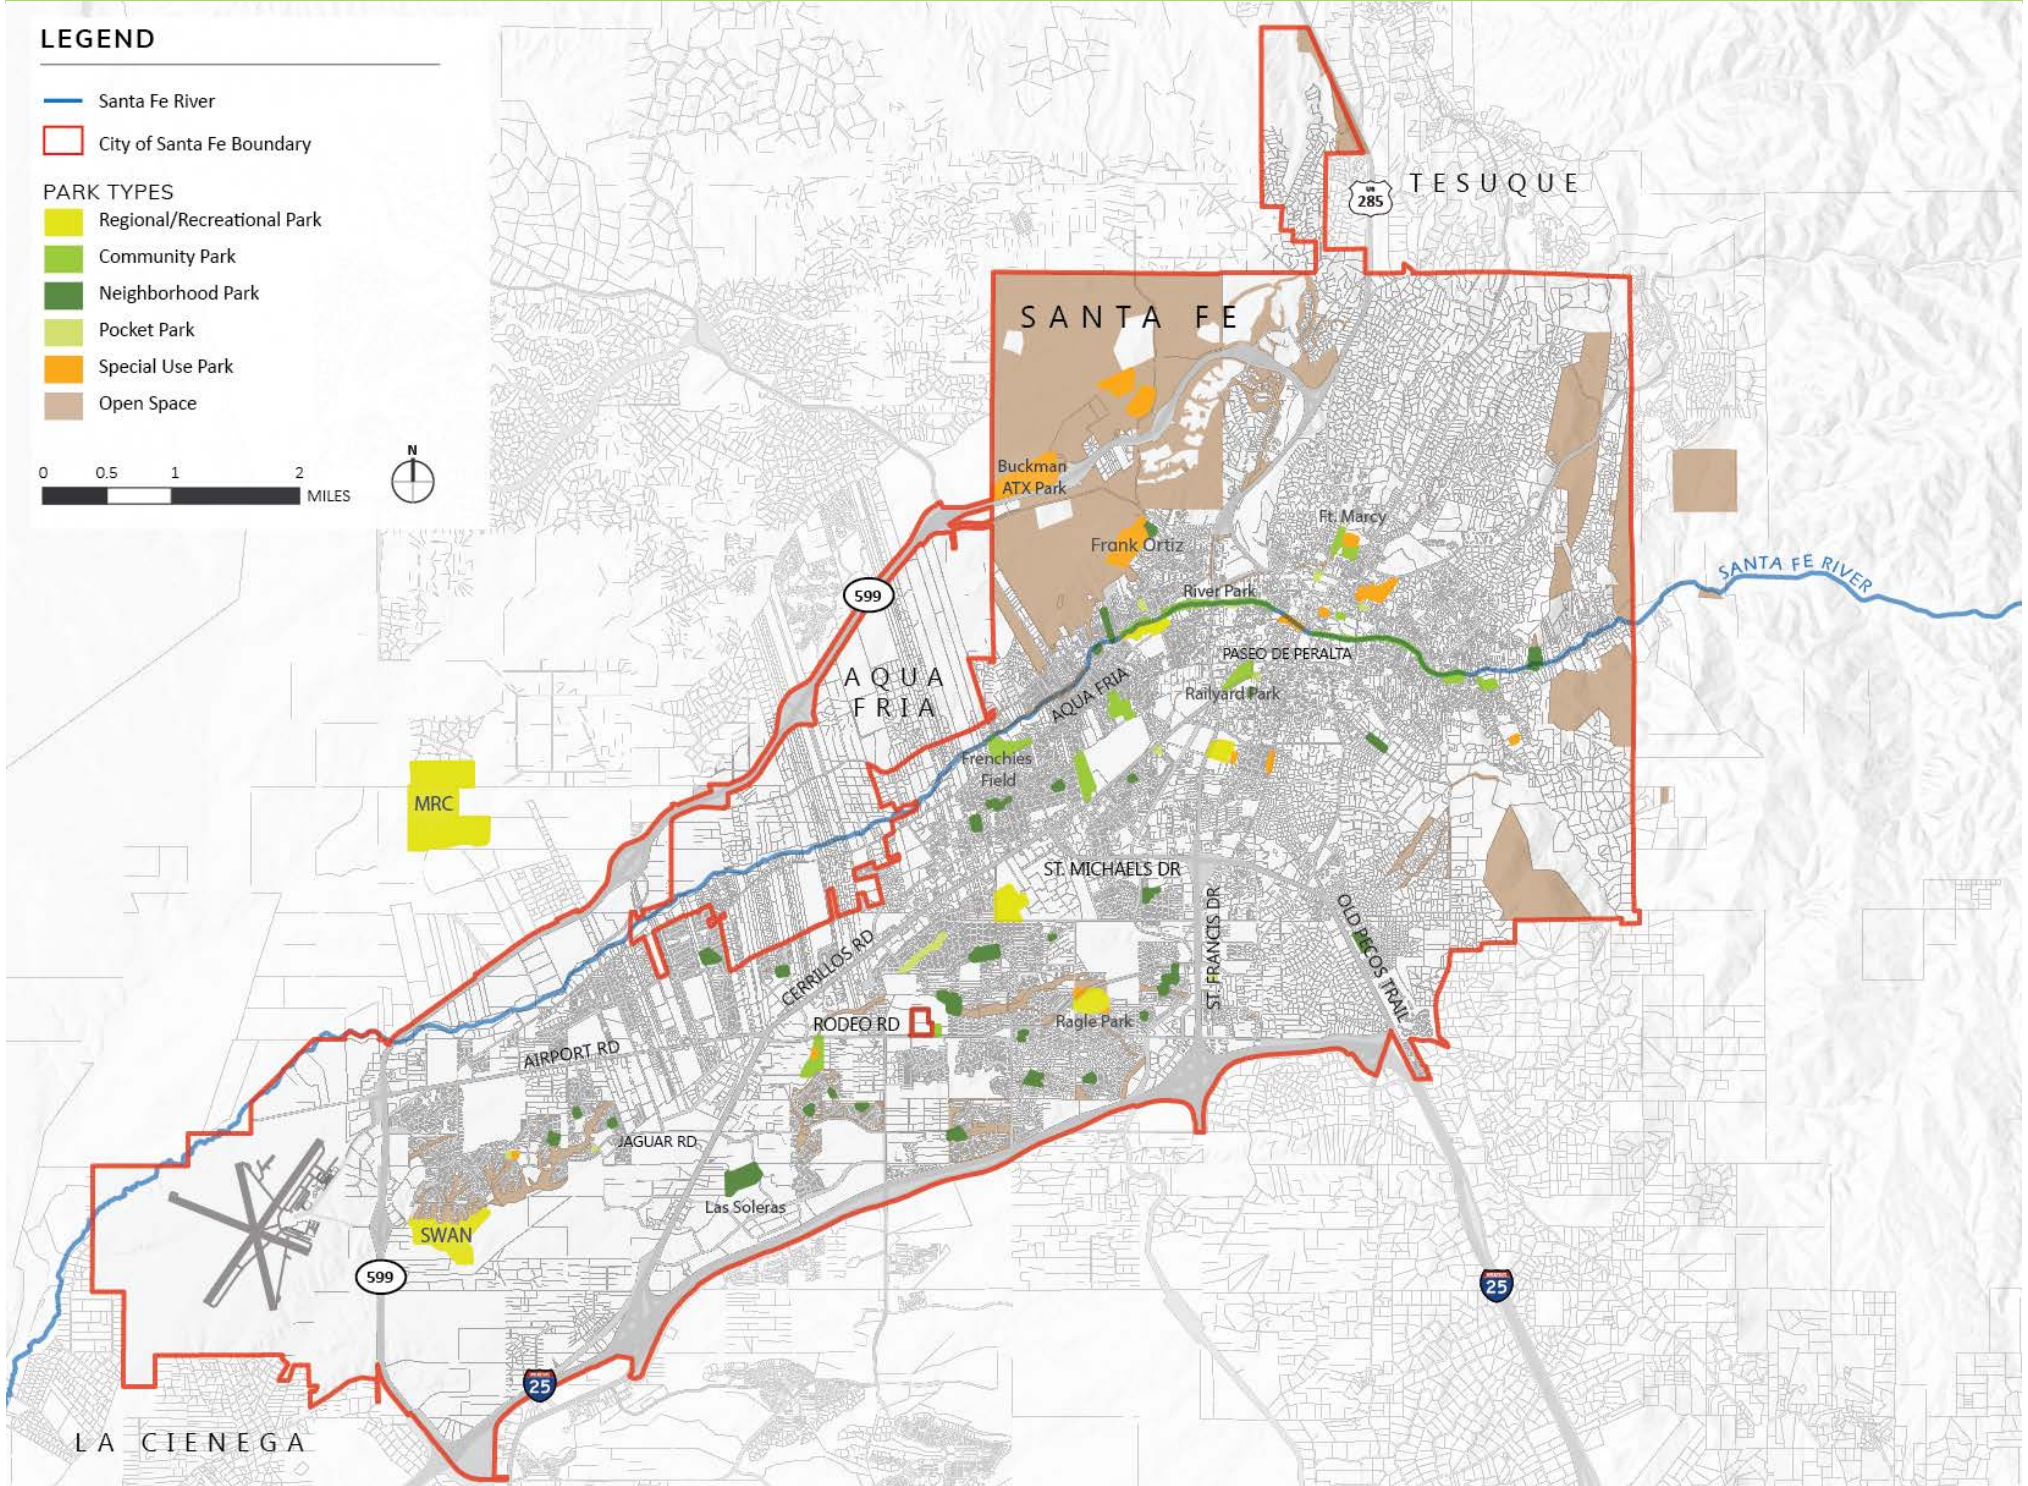 LEGEND
Santa Fe River
City of Santa Fe Boundary
PARK TYPES
Regional/Recreational Park
Community Park
Neighborhood Park
Pocket Park
Special Use Park
Open Space
0 0.5 1 2
MILES
N
US
285
TESUQUE
SANTA FE
Buckman
ATX Park
Frank Ortiz
Ft. Marcy
SANTA FE RIVER
599
River Park
AQUA
FRIA
PASEO DE PERALTA
AQUA FRIA
Railyard Park
Frenchies
Field
MRC
ST. MICHAELS DR
ST. FRANCIS DR
OLD PECOS TRAIL
CERRILLOS RD
RODEO RD
Ragle Park
AIRPORT RD
JAGUAR RD
Las Soleras
SWAN
599
25
25
LA CIENEGA